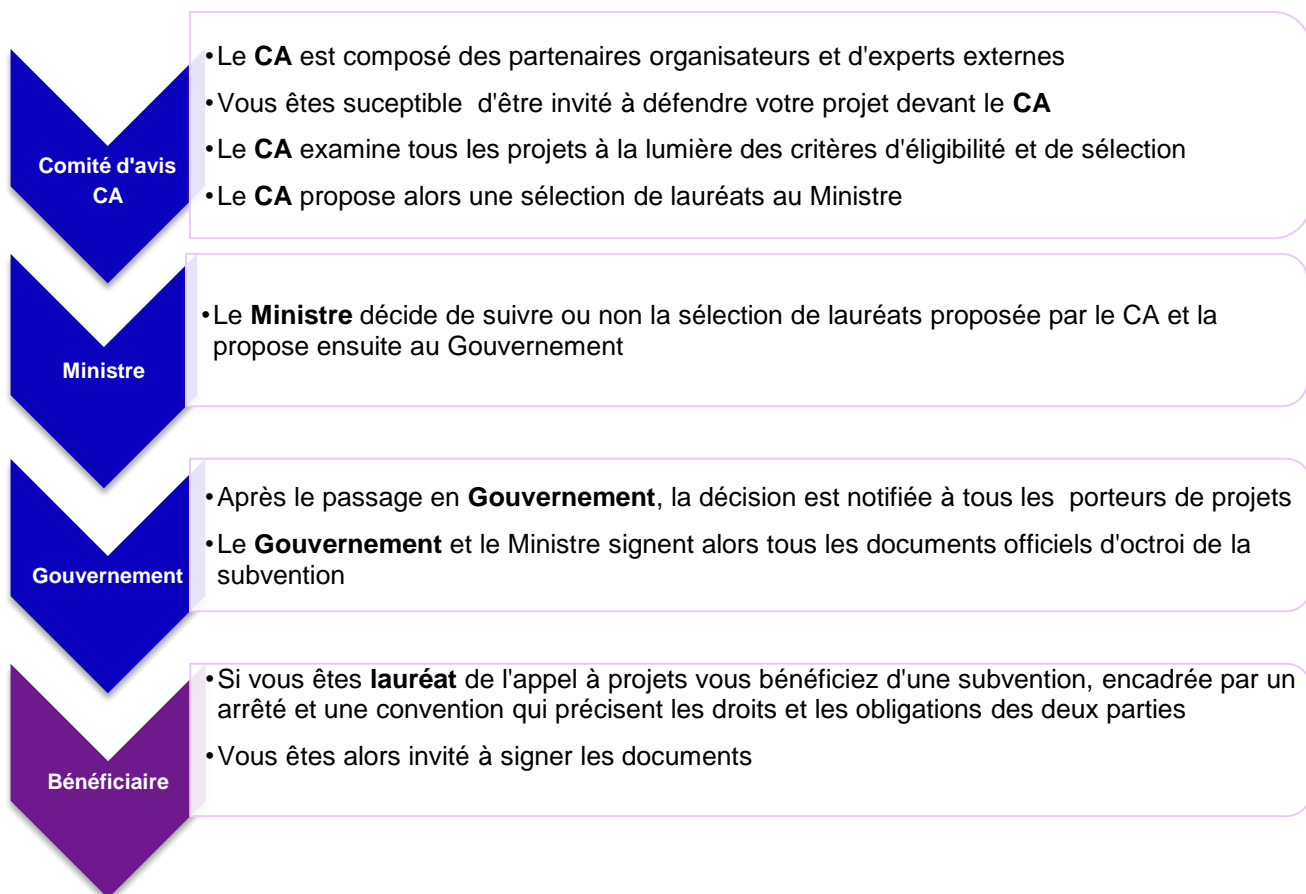 Comité d'avis
CA
•Le CA est composé des partenaires organisateurs et d'experts externes
•Vous êtes suceptible d'être invité à défendre votre projet devant le CA
•Le CA examine tous les projets à la lumière des critères d'éligibilité et de sélection
•Le CA propose alors une sélection de lauréats au Ministre
Ministre
•Le Ministre décide de suivre ou non la sélection de lauréats proposée par le CA et la
propose ensuite au Gouvernement
Gouvernement
•Après le passage en Gouvernement, la décision est notifiée à tous les porteurs de projets
•Le Gouvernement et le Ministre signent alors tous les documents officiels d'octroi de la
subvention
Bénéficiaire
•Si vous êtes lauréat de l'appel à projets vous bénéficiez d'une subvention, encadrée par un
arrêté et une convention qui précisent les droits et les obligations des deux parties
•Vous êtes alors invité à signer les documents